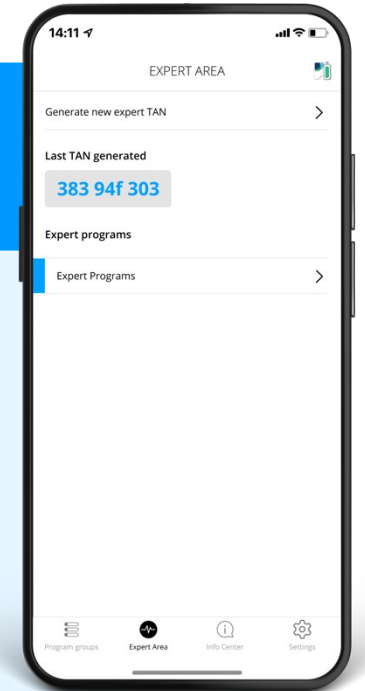 14:11
EXPERT AREA
Generate new expert TAN
Last TAN generated
383 94f 303
Expert programs
Expert Programs
Program groups
Expert Area
Info Center
Settings